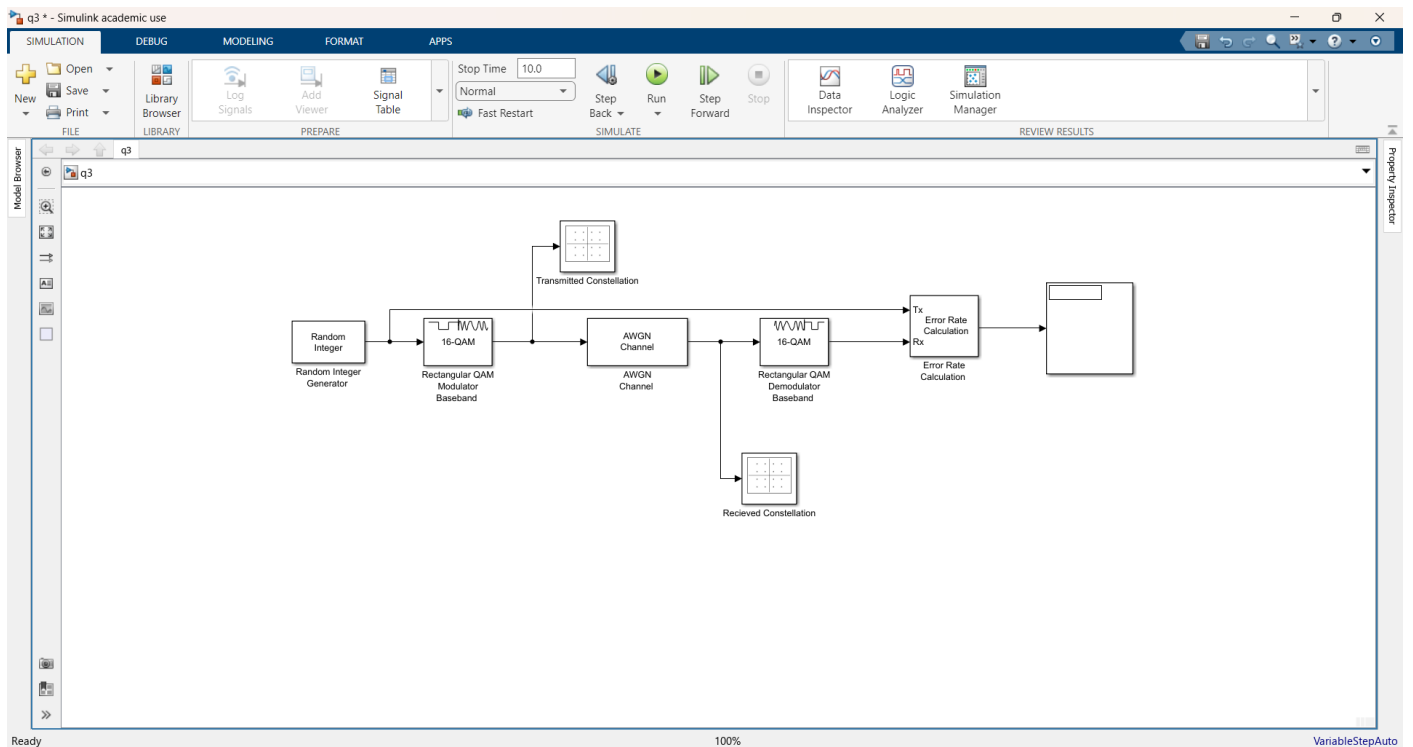 q3 * - Simulink academic use
SIMULATION DEBUG MODELING FORMAT APPS
New
Open
Save
Print
FILE
Library
Browser
LIBRARY
Log
Signals
Add
Viewer
Signal
Table
PREPARE
Stop Time 10.0
Normal
Fast Restart
Step
Back
Run
Step
Forward
Stop
SIMULATE
Data
Inspector
Logic
Analyzer
Simulation
Manager
REVIEW RESULTS
Model Browser
Property Inspector
q3
q3
Transmitted Constellation
Random
Integer
Random Integer
Generator
16-QAM
Rectangular QAM
Modulator
Baseband
AWGN
Channel
AWGN
Channel
16-QAM
Rectangular QAM
Demodulator
Baseband
Tx
Rx
Error Rate
Calculation
Error Rate
Calculation
Recieved Constellation
Ready
100%
VariableStepAuto